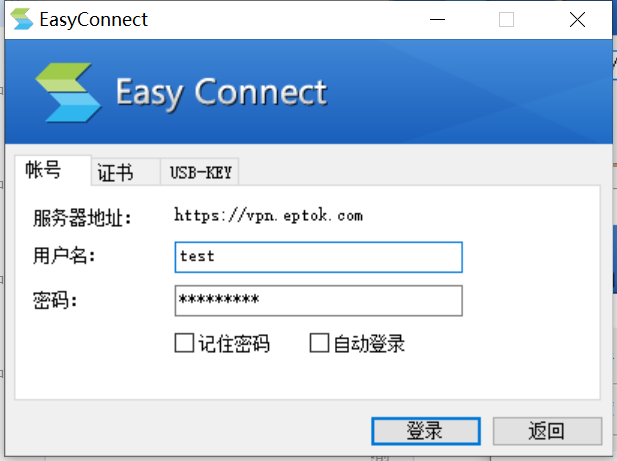 EasyConnect
Easy Connect
帐号 证书 USB-KEY
服务器地址: https://vpn.eptok.com
用户名: test
密码: *********
记住密码 自动登录
登录 返回